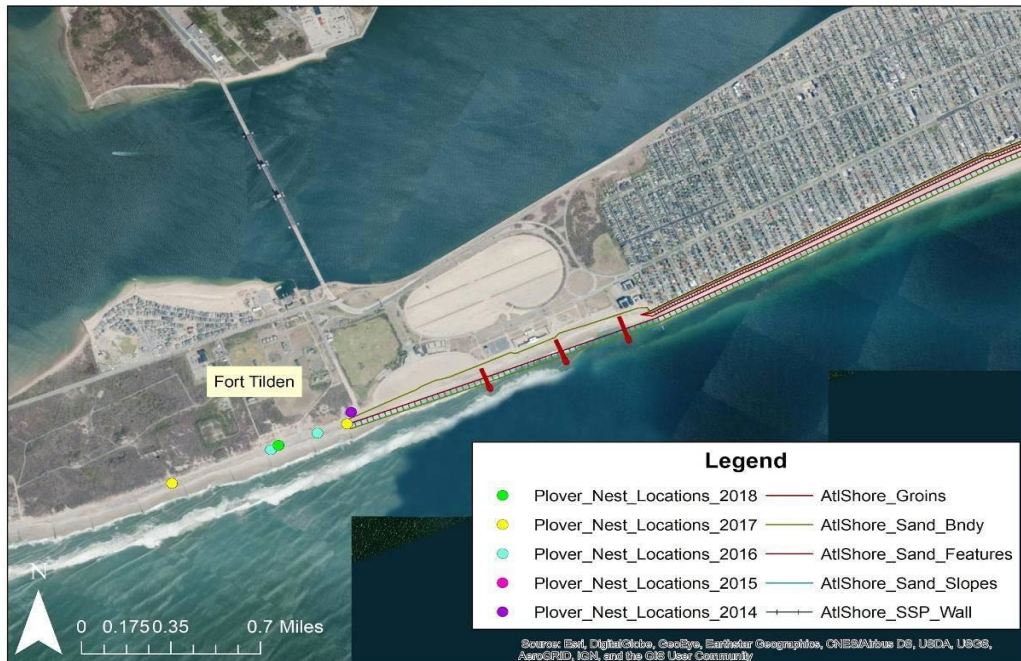 Fort Tilden
Legend
Plover_Nest_Locations_2018
AtlShore_Groins
Plover_Nest_Locations_2017
AtlShore_Sand_Bndy
Plover_Nest_Locations_2016
AtlShore_Sand_Features
Plover_Nest_Locations_2015
AtlShore_Sand_Slopes
Plover_Nest_Locations_2014
AtlShore_SSP_Wall
N
0 0.175 0.35 0.7 Miles
Source: Esri, DigitalGlobe, GeoEye, Earthstar Geographics, CNES/Airbus DS, USDA, USGS,
AeroGRID, IGN, and the GIS User Community